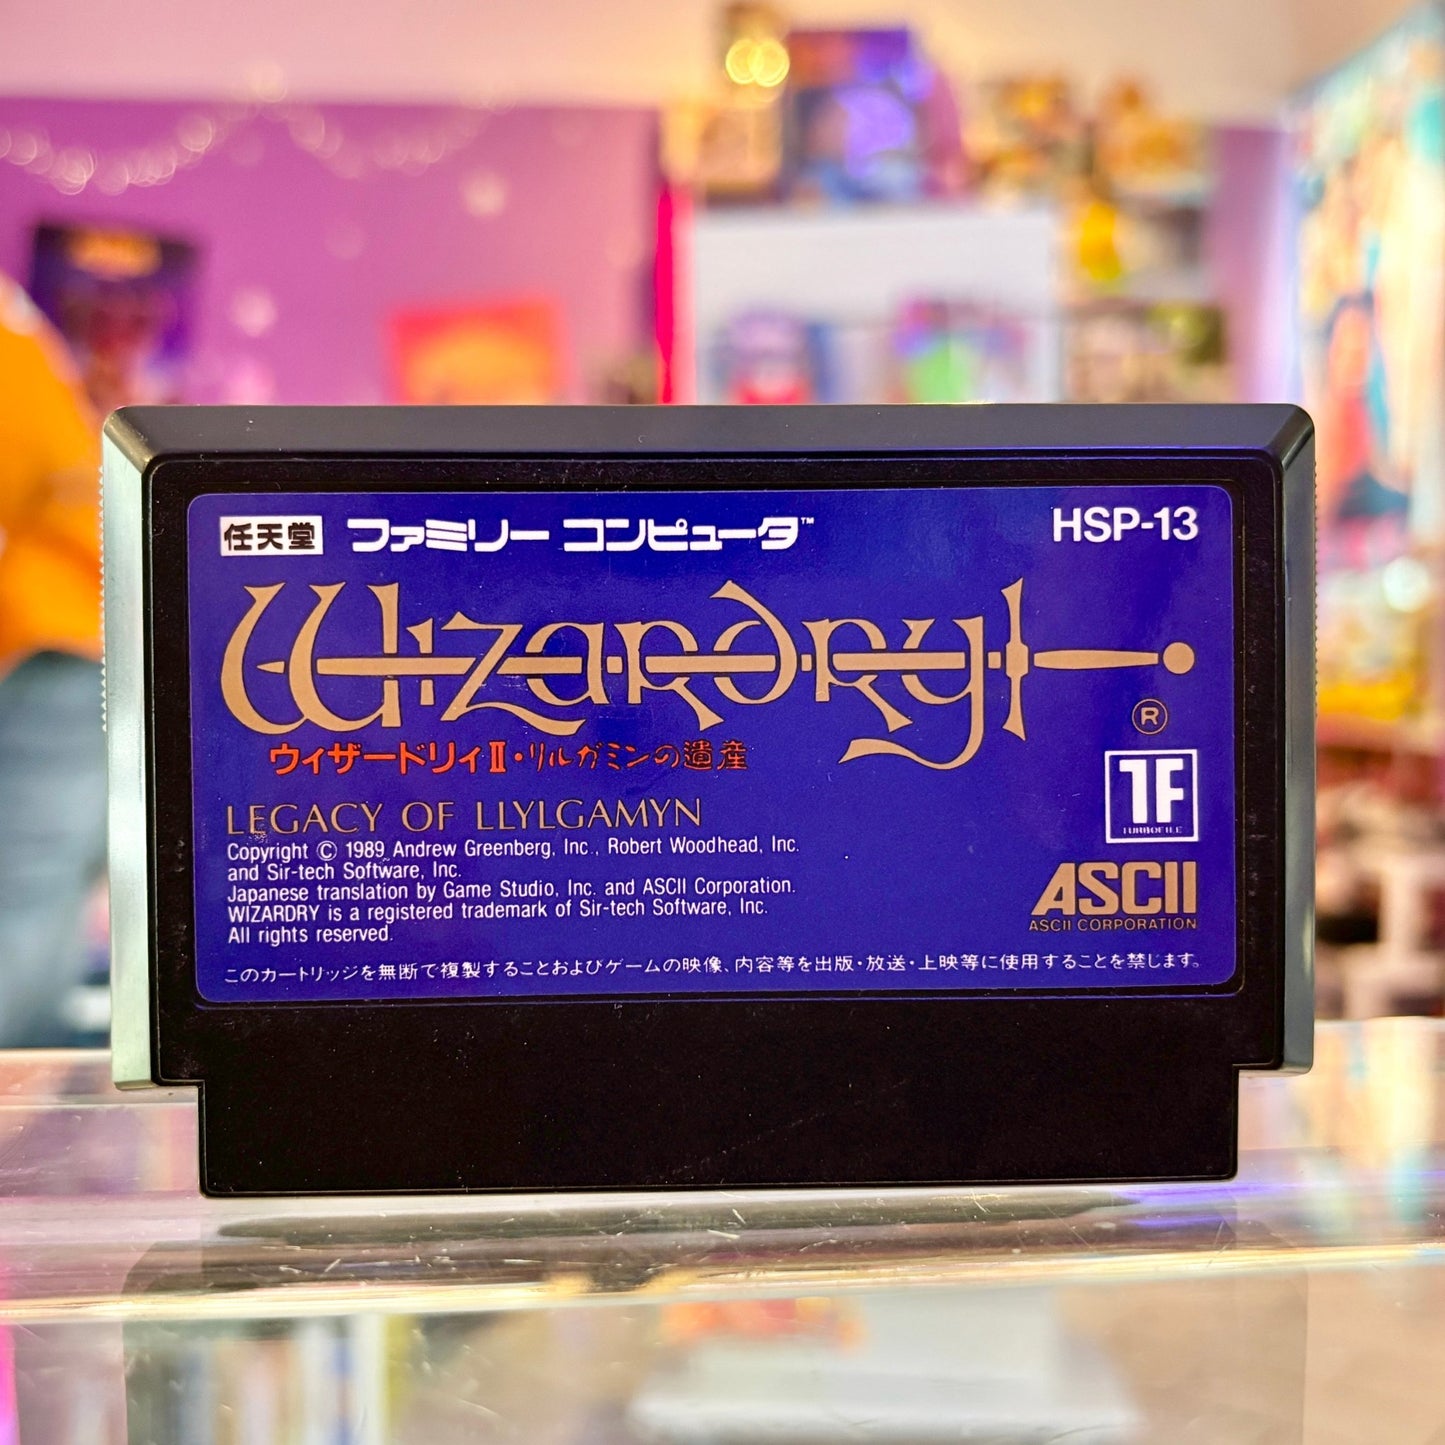 任天堂 ファミリー コンピュータ™ HSP-13
Wizardry
®
ウィザードリィⅡ・リルガミンの遺産
LEGACY OF LLYLGAMYN
Copyright © 1989 Andrew Greenberg, Inc., Robert Woodhead, Inc.
and Sir-tech Software, Inc.
Japanese translation by Game Studio, Inc. and ASCII Corporation.
WIZARDRY is a registered trademark of Sir-tech Software, Inc.
All rights reserved.
TF
TURBOFILE
ASCII
ASCII CORPORATION
このカートリッジを無断で複製することおよびゲームの映像、内容等を出版・放送・上映等に使用することを禁じます。